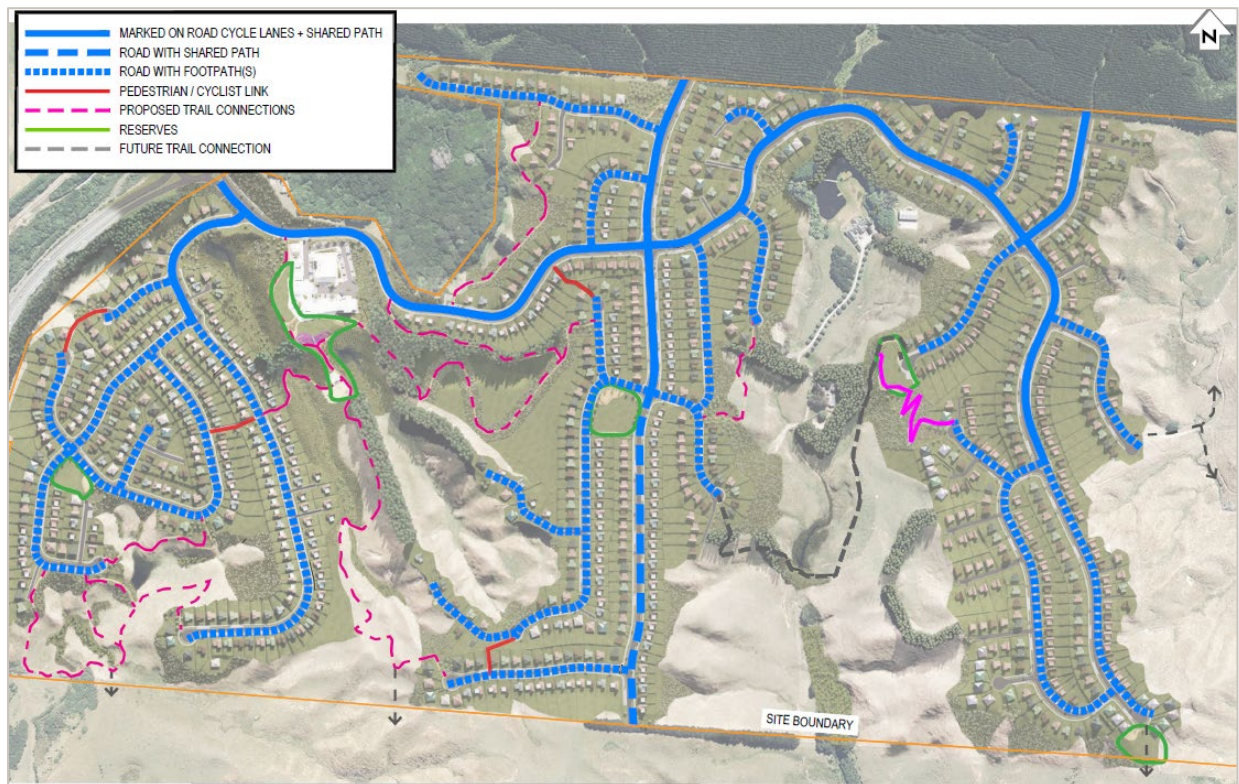 MARKED ON ROAD CYCLE LANES + SHARED PATH
ROAD WITH SHARED PATH
ROAD WITH FOOTPATH(S)
PEDESTRIAN / CYCLIST LINK
PROPOSED TRAIL CONNECTIONS
RESERVES
FUTURE TRAIL CONNECTION
N
SITE BOUNDARY